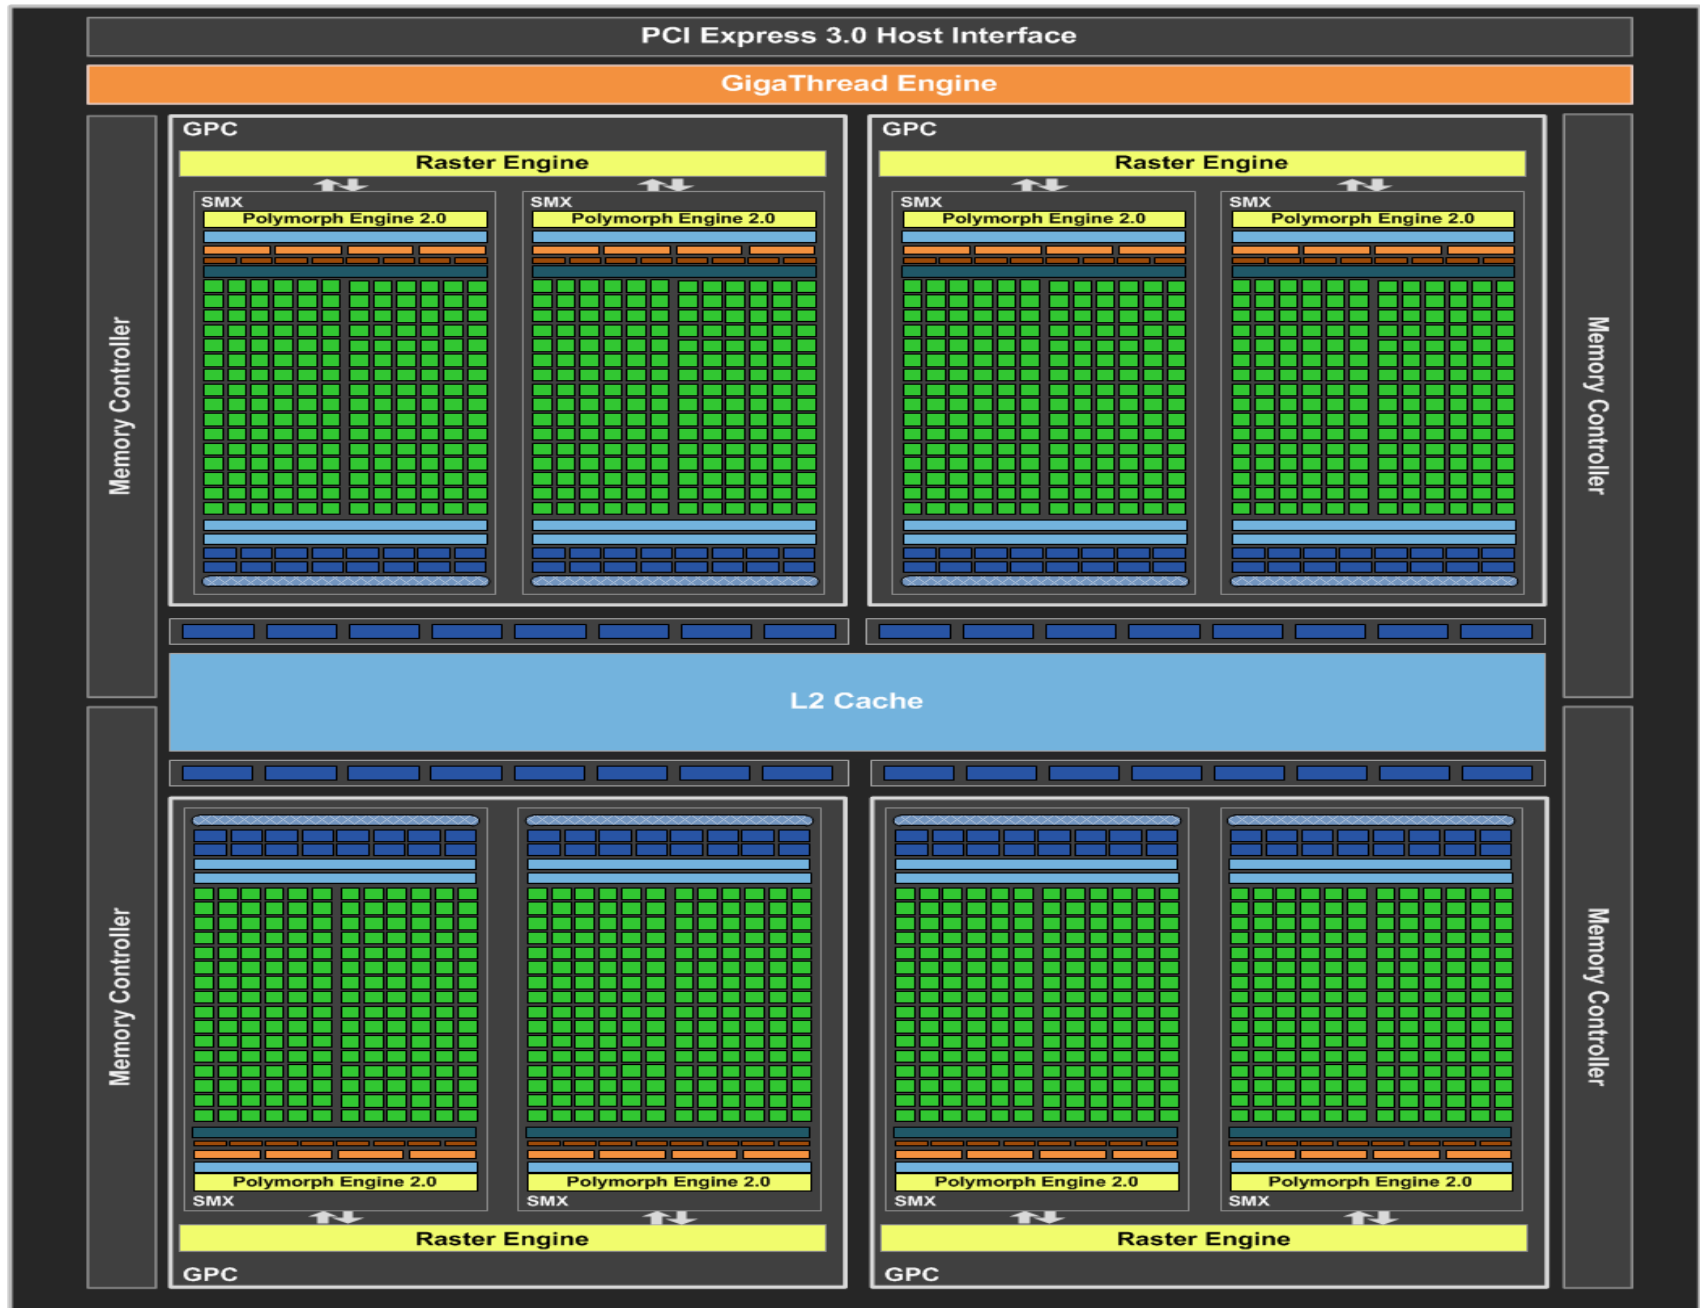 PCI Express 3.0 Host Interface
GigaThread Engine
Memory Controller
GPC
Raster Engine
SMX
Polymorph Engine 2.0
SMX
Polymorph Engine 2.0
GPC
Raster Engine
SMX
Polymorph Engine 2.0
SMX
Polymorph Engine 2.0
Memory Controller
L2 Cache
Memory Controller
Polymorph Engine 2.0
SMX
Polymorph Engine 2.0
SMX
Raster Engine
GPC
Polymorph Engine 2.0
SMX
Polymorph Engine 2.0
SMX
Raster Engine
GPC
Memory Controller